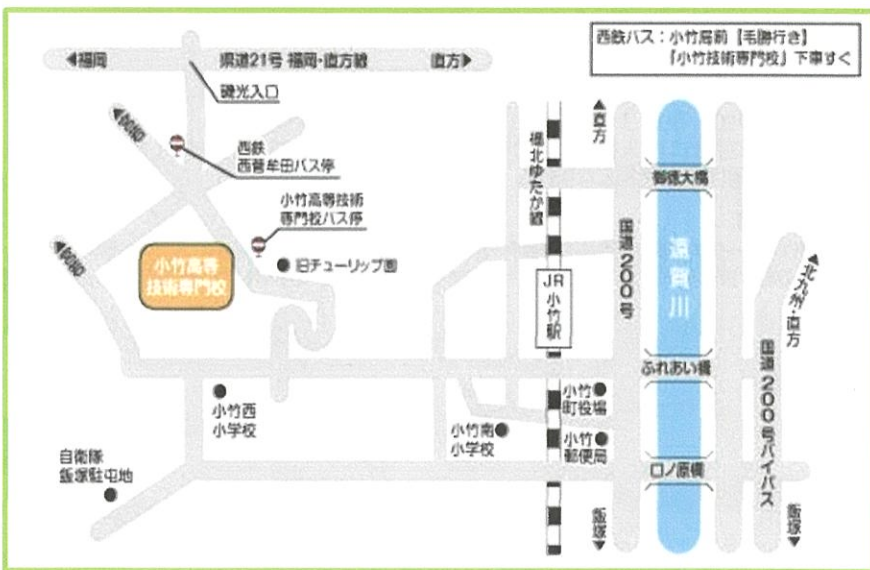 西鉄バス：小竹局前【毛勝行き】
『小竹技術専門校』下車すぐ
◀福岡
県道21号 福岡・直方線
直方▶
磯光入口
西鉄
西菅牟田バス停
小竹高等技術
専門校バス停
旧チューリップ園
小竹高等
技術専門校
福北ゆたか線
▲直方
御徳大橋
国道200号
遠賀川
▲北九州・直方
JR
小竹駅
ふれあい橋
国道200号バイパス
小竹西
小学校
小竹
町役場
小竹南
小学校
小竹
郵便局
自衛隊
飯塚駐屯地
口ノ原橋
飯塚▼
飯塚▼